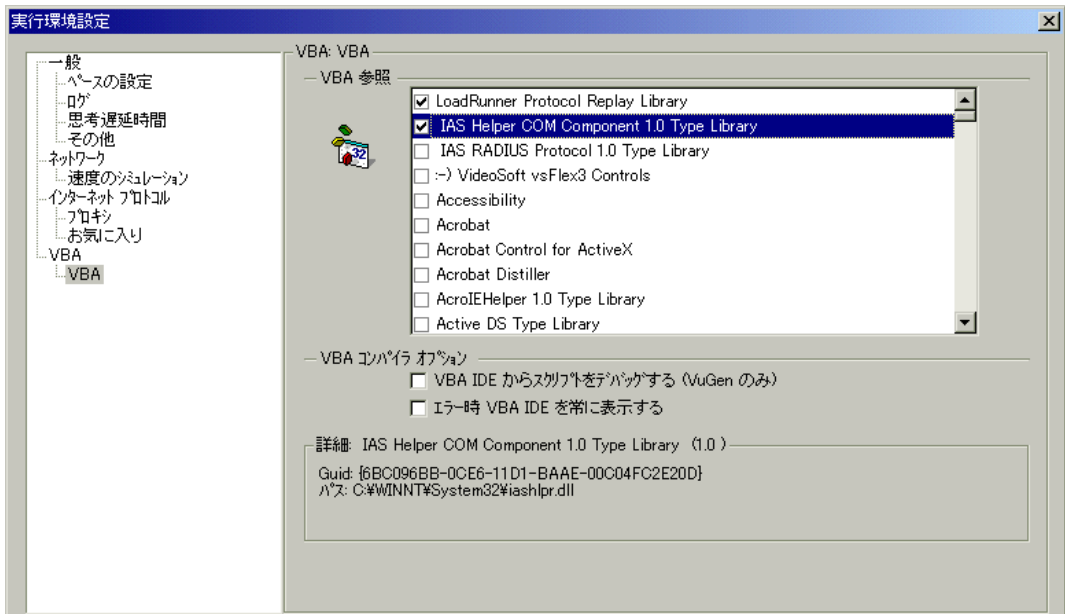 実行環境設定
一般
ペースの設定
ログ
思考遅延時間
その他
ネットワーク
速度のシミュレーション
インターネット プロトコル
プロキシ
お気に入り
VBA
VBA
VBA: VBA
VBA 参照
LoadRunner Protocol Replay Library
IAS Helper COM Component 1.0 Type Library
IAS RADIUS Protocol 1.0 Type Library
:-) VideoSoft vsFlex3 Controls
Accessibility
Acrobat
Acrobat Control for ActiveX
Acrobat Distiller
AcroIEHelper 1.0 Type Library
Active DS Type Library
32
VBA コンパイラ オプション
VBA IDE からスクリプトをデバッグする (VuGen のみ)
エラー時 VBA IDE を常に表示する
詳細: IAS Helper COM Component 1.0 Type Library (1.0 )
Guid: {6BC096BB-0CE6-11D1-BAAE-00C04FC2E20D}
パス: C:¥WINNT¥System32¥iashlpr.dll